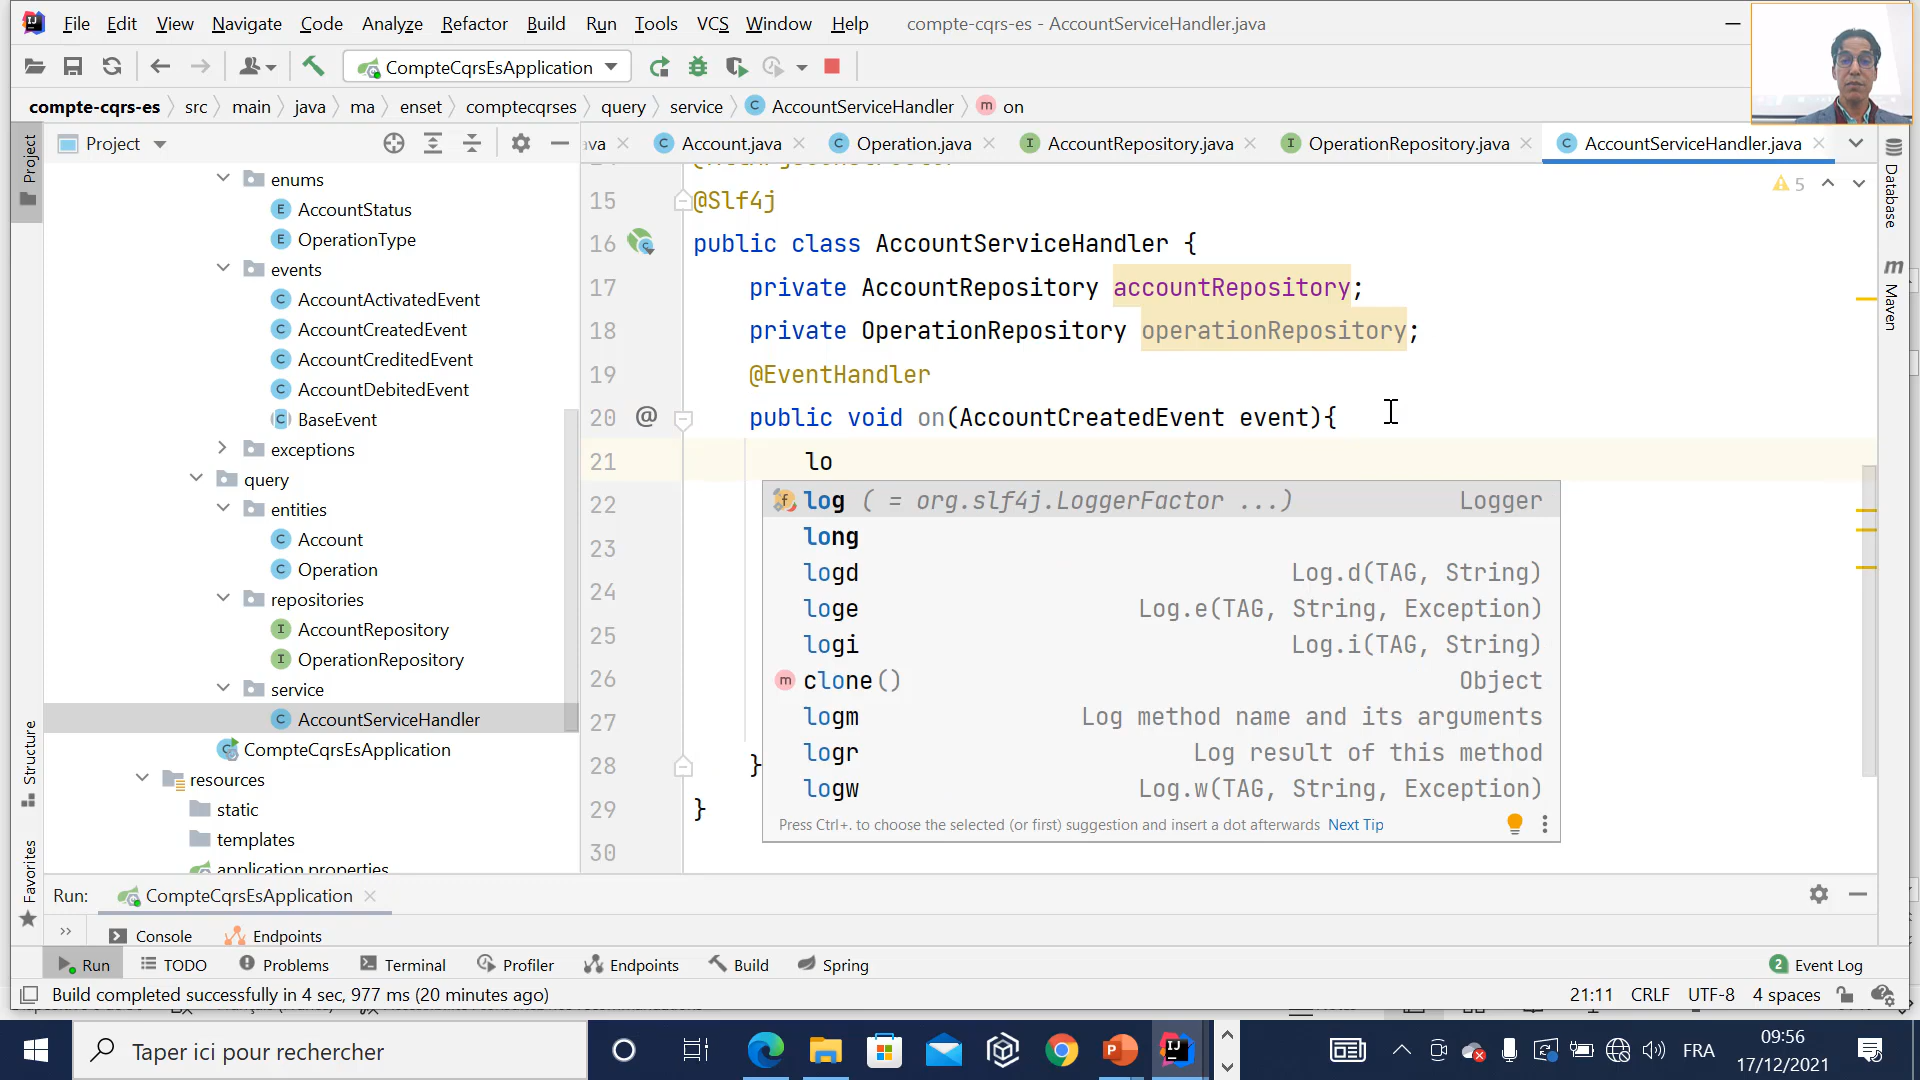 File Edit View Navigate Code Analyze Refactor Build Run Tools VCS Window Help compte-cqrs-es - AccountServiceHandler.java
CompteCqrsEsApplication
compte-cqrs-es src main java ma enset comptecqrses query service AccountServiceHandler on
Project
va Account.java Operation.java AccountRepository.java OperationRepository.java AccountServiceHandler.java
Project
Structure
Favorites
Database
Maven
enums
AccountStatus
OperationType
events
AccountActivatedEvent
AccountCreatedEvent
AccountCreditedEvent
AccountDebitedEvent
BaseEvent
exceptions
query
entities
Account
Operation
repositories
AccountRepository
OperationRepository
service
AccountServiceHandler
CompteCqrsEsApplication
resources
static
templates
application.properties
5
15 @Slf4j
16 public class AccountServiceHandler {
17 private AccountRepository accountRepository;
18 private OperationRepository operationRepository;
19 @EventHandler
20 @ public void on(AccountCreatedEvent event){
21 lo
22
23
24
25
26
27
28 }
29 }
30
log ( = org.slf4j.LoggerFactor ...) Logger
long
logd Log.d(TAG, String)
loge Log.e(TAG, String, Exception)
logi Log.i(TAG, String)
clone() Object
logm Log method name and its arguments
logr Log result of this method
logw Log.w(TAG, String, Exception)
Press Ctrl+. to choose the selected (or first) suggestion and insert a dot afterwards Next Tip
Run: CompteCqrsEsApplication
Console Endpoints
Run TODO Problems Terminal Profiler Endpoints Build Spring 2 Event Log
Build completed successfully in 4 sec, 977 ms (20 minutes ago) 21:11 CRLF UTF-8 4 spaces
Taper ici pour rechercher
FRA
09:56
17/12/2021